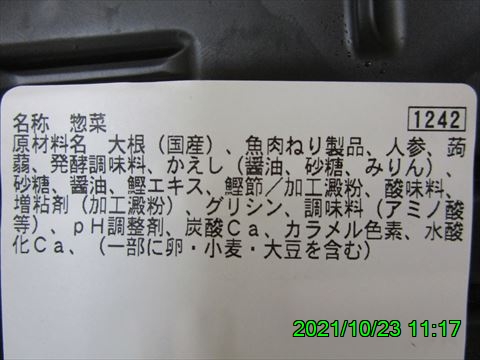 名称 惣菜
1242
原材料名 大根（国産）、魚肉ねり製品、人参、蒟
蒻、発酵調味料、かえし（醤油、砂糖、みりん）、
砂糖、醤油、鰹エキス、鰹節／加工澱粉、酸味料、
増粘剤（加工澱粉）、グリシン、調味料（アミノ酸
等）、ｐＨ調整剤、炭酸Ｃａ、カラメル色素、水酸
化Ｃａ、（一部に卵・小麦・大豆を含む）
2021/10/23 11:17